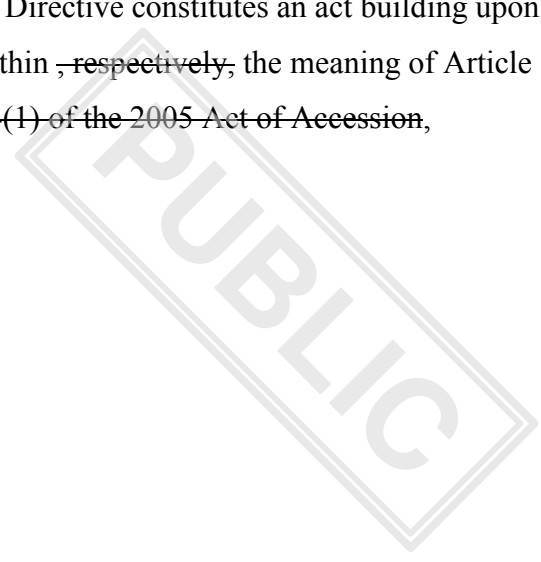 Directive constitutes an act building upon
thin , respectively, the meaning of Article
(1) of the 2005 Act of Accession,
PUBLIC